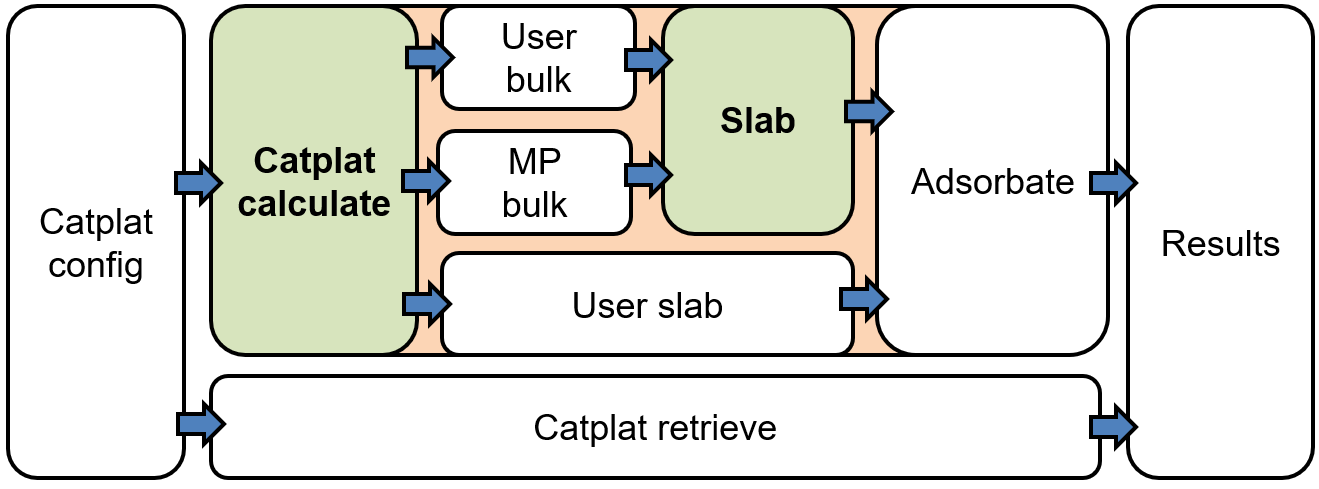 Catplat
config
Catplat
calculate
User
bulk
MP
bulk
User slab
Slab
Adsorbate
Catplat retrieve
Results